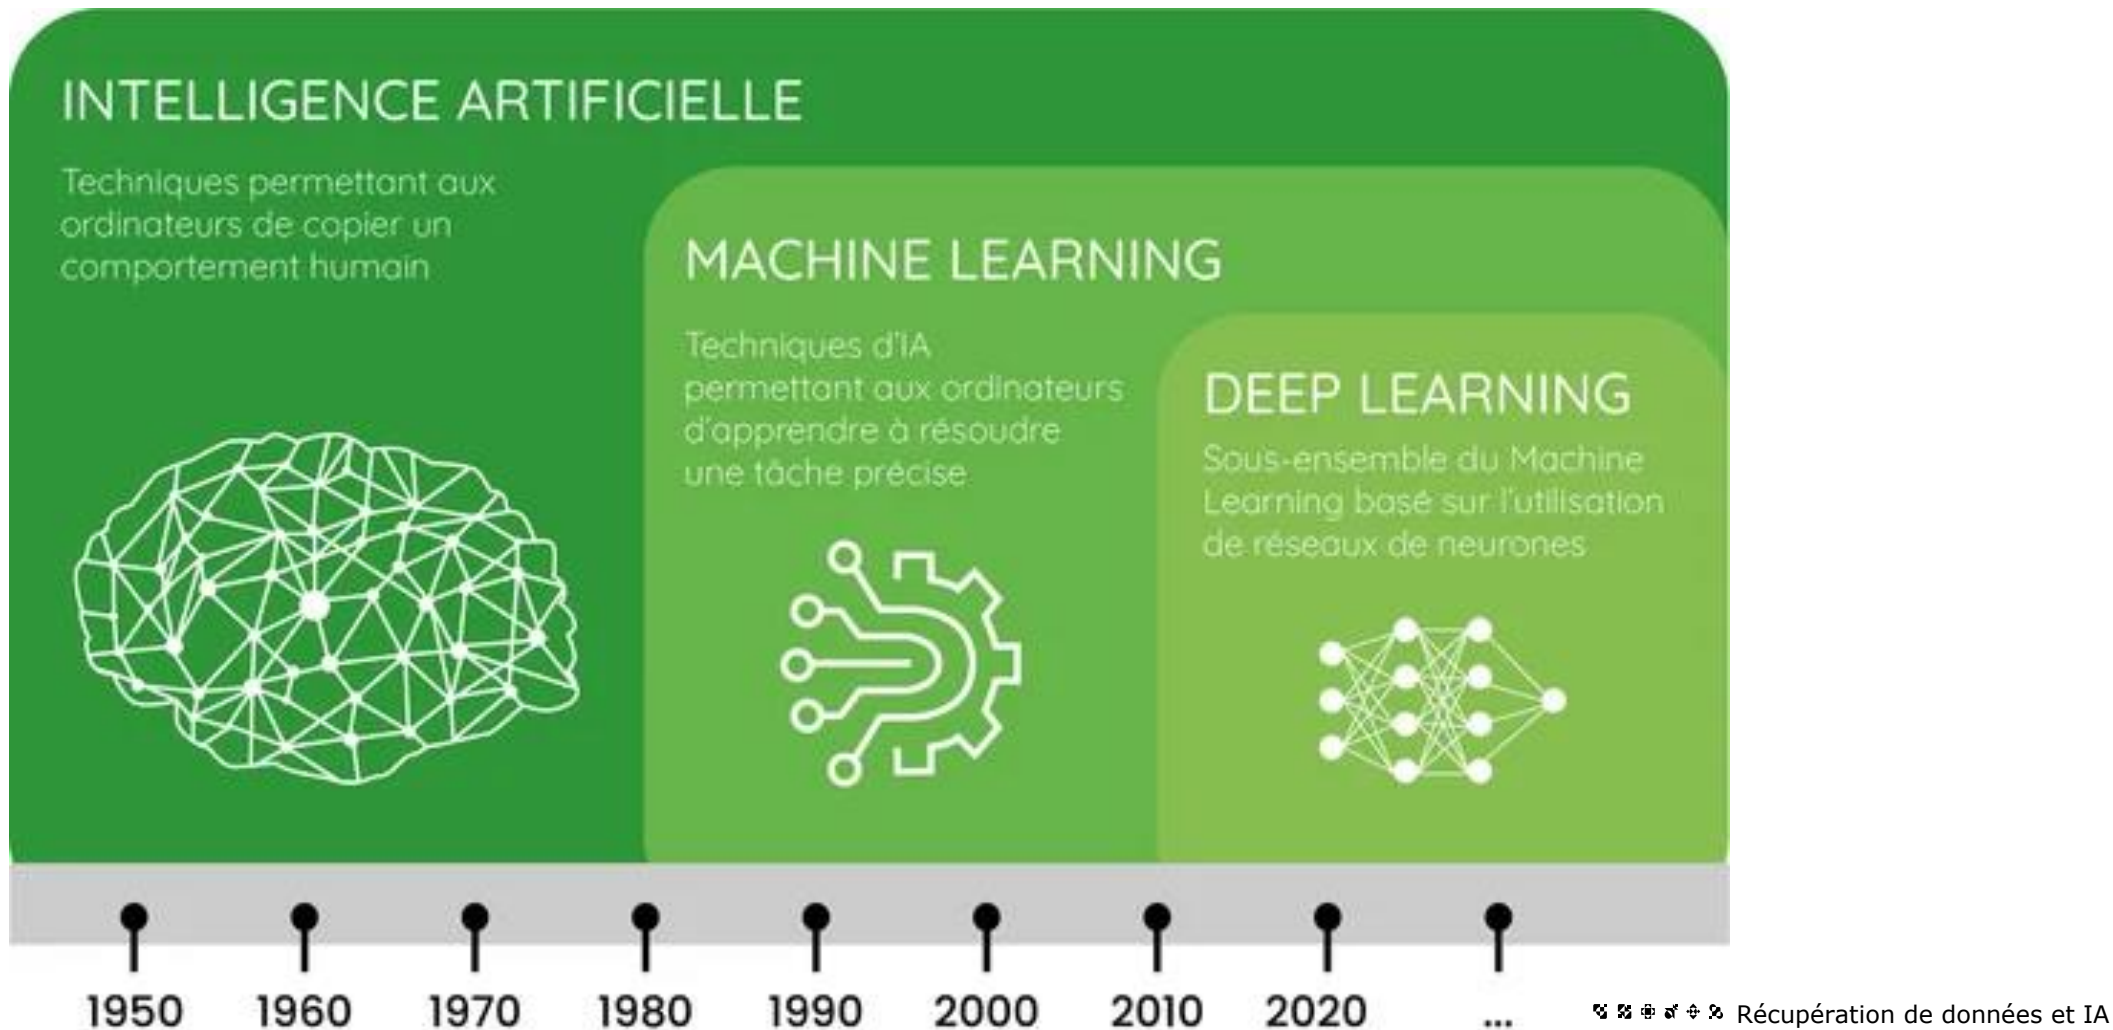 INTELLIGENCE ARTIFICIELLE
Techniques permettant aux
ordinateurs de copier un
comportement humain
MACHINE LEARNING
Techniques d'IA
permettant aux ordinateurs
d'apprendre à résoudre
une tâche précise
DEEP LEARNING
Sous-ensemble du Machine
Learning basé sur l'utilisation
de réseaux de neurones
1950 1960 1970 1980 1990 2000 2010 2020 ...
Récupération de données et IA